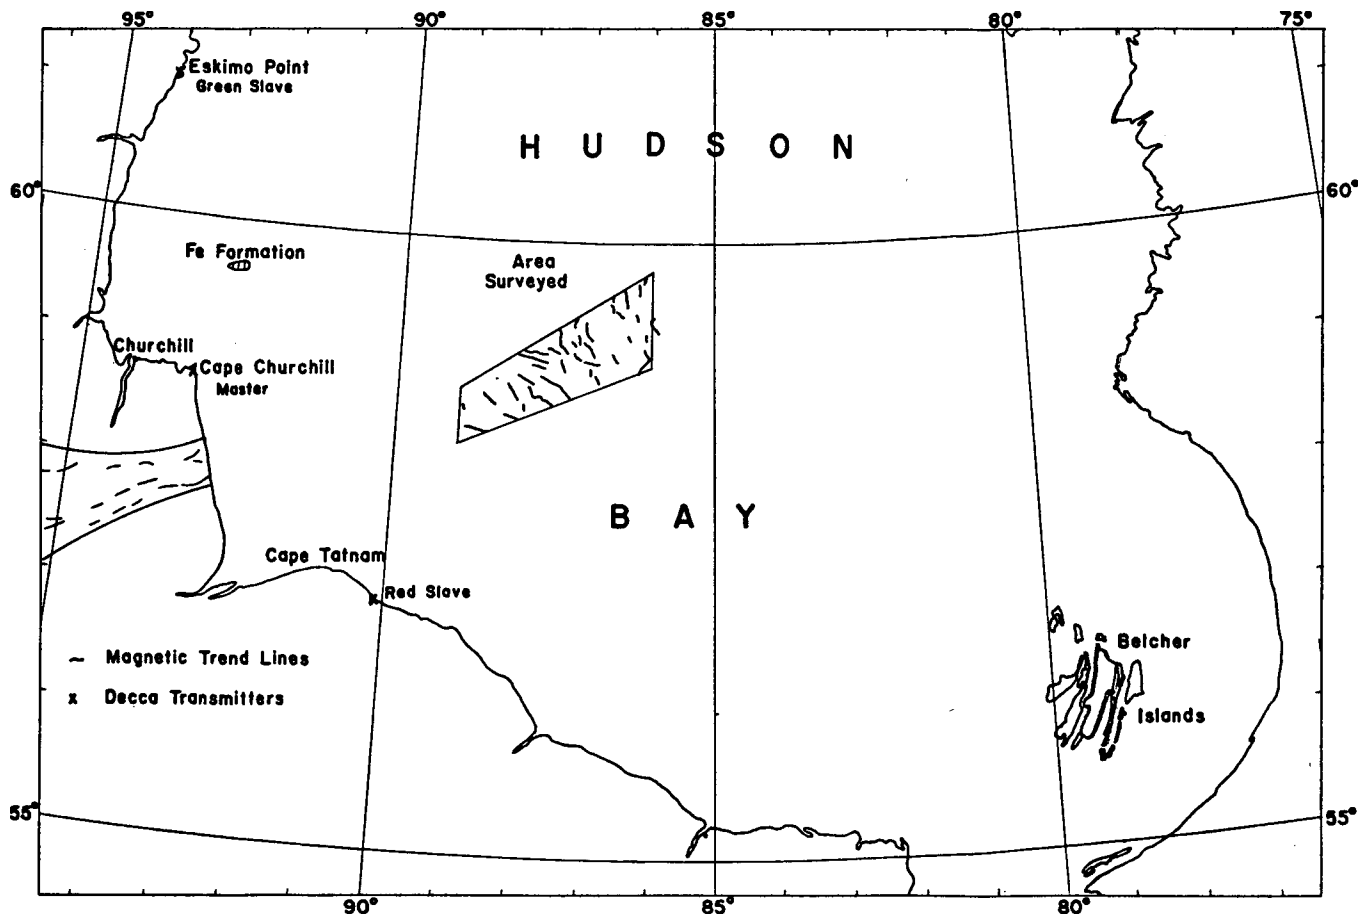 95° 90° 85° 80° 75°
Eskimo Point
Green Slave
H U D S O N
60° 60°
Fe Formation
Area
Surveyed
Churchill
Cape Churchill
Master
B A Y
Cape Tatnam
Red Slave
~ Magnetic Trend Lines
x Decca Transmitters
Belcher
Islands
55° 55°
90° 85° 80°